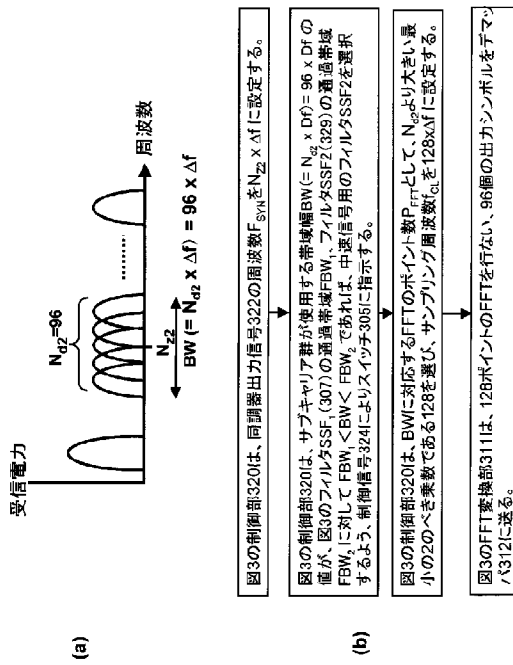 (a)
受信電力
周波数
N_d2=96
N_z2
BW (= N_d2 x Δf) = 96 x Δf
(b)
図3の制御部320は、同調器出力信号322の周波数F_SYNをN_Z2 x Δfに設定する。
図3の制御部320は、サブキャリア群が使用する帯域幅BW(= N_d2 x Df)= 96 x Df の
値が、図3のフィルタSSF_1(307)の通過帯域FBW_1、フィルタSSF2(329)の通過帯域
FBW_2に対して FBW_1 < BW < FBW_2 であれば、中速信号用のフィルタSSF2を選択
するよう、制御信号324によりスイッチ305に指示する。
図3の制御部320は、BWに対応するFFTのポイント数P_FFTとして、N_d2より大きい最
小の2のべき乗数である128を選び、サンプリング周波数f_CLを128xΔfに設定する。
図3のFFT変換部311は、128ポイントのFFTを行ない、96個の出力シンボルをデマッ
パ312に送る。